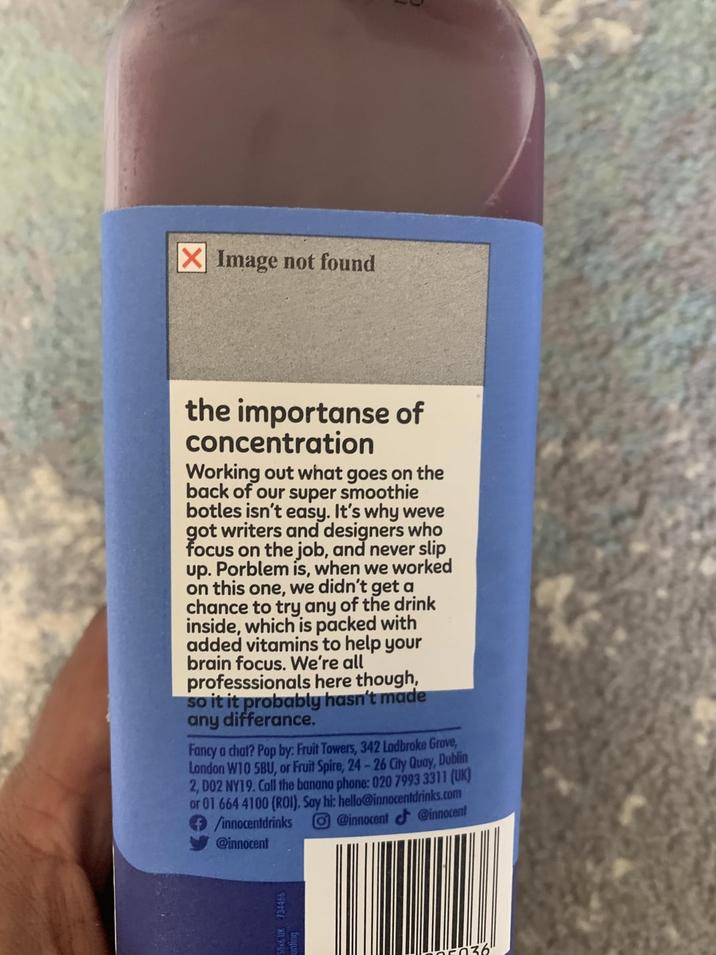 Image not found
the importanse of
concentration
Working out what goes on the
back of our super smoothie
botles isn't easy. It's why weve
got writers and designers who
focus on the job, and never slip
up. Porblem is, when we worked
on this one, we didn't get a
chance to try any of the drink
inside, which is packed with
added vitamins to help your
brain focus. We're all
professsionals here though,
so it it probably hasn't made
any differance.
Fancy a chat? Pop by: Fruit Towers, 342 Ladbroke Grove,
London W10 5BU, or Fruit Spire, 24 – 26 City Quay, Dublin
2, D02 NY19. Call the banana phone: 020 7993 3311 (UK)
or 01 664 4100 (ROI). Say hi: hello@innocentdrinks.com
/innocentdrinks @innocent @innocent
@innocent